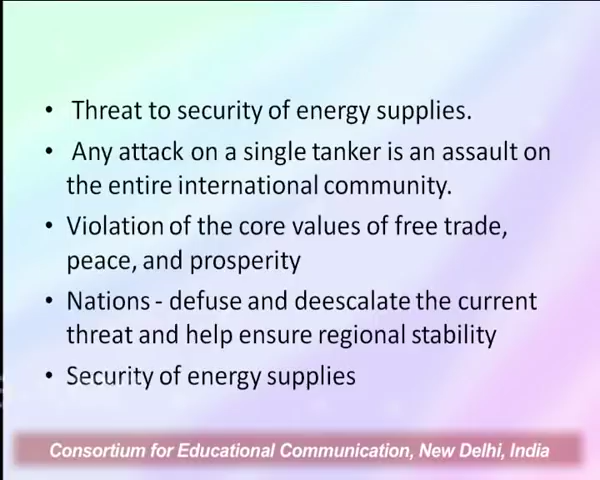 • Threat to security of energy supplies.
• Any attack on a single tanker is an assault on
the entire international community.
• Violation of the core values of free trade,
peace, and prosperity
• Nations - defuse and deescalate the current
threat and help ensure regional stability
• Security of energy supplies
Consortium for Educational Communication, New Delhi, India